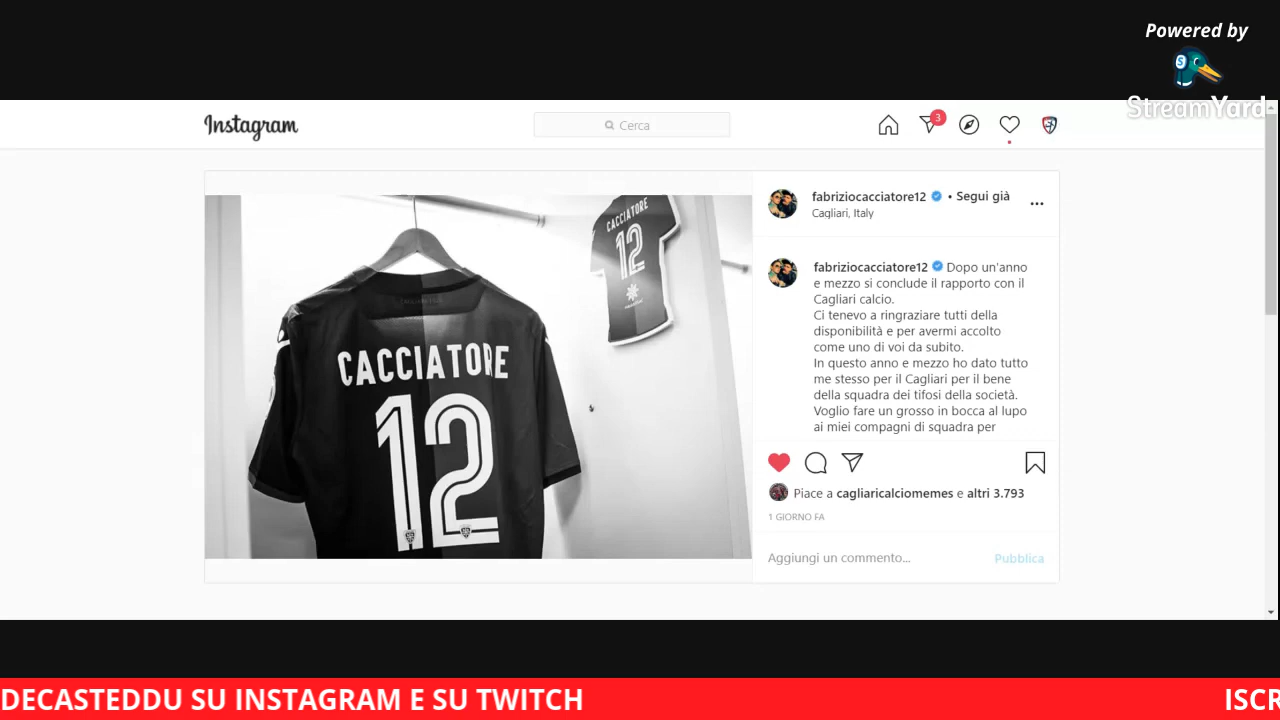 Powered by
StreamYard
Instagram
Cerca
3
fabriziocacciatore12 • Segui già
Cagliari, Italy
CACCIATORE
12
CACCIATORE
12
fabriziocacciatore12 Dopo un'anno
e mezzo si conclude il rapporto con il
Cagliari calcio.
Ci tenevo a ringraziare tutti della
disponibilità e per avermi accolto
come uno di voi da subito.
In questo anno e mezzo ho dato tutto
me stesso per il Cagliari per il bene
della squadra dei tifosi della società.
Voglio fare un grosso in bocca al lupo
ai miei compagni di squadra per
Piace a cagliaricalciomemes e altri 3.793
1 GIORNO FA
Aggiungi un commento...
Pubblica
DECASTEDDU SU INSTAGRAM E SU TWITCH
ISCR